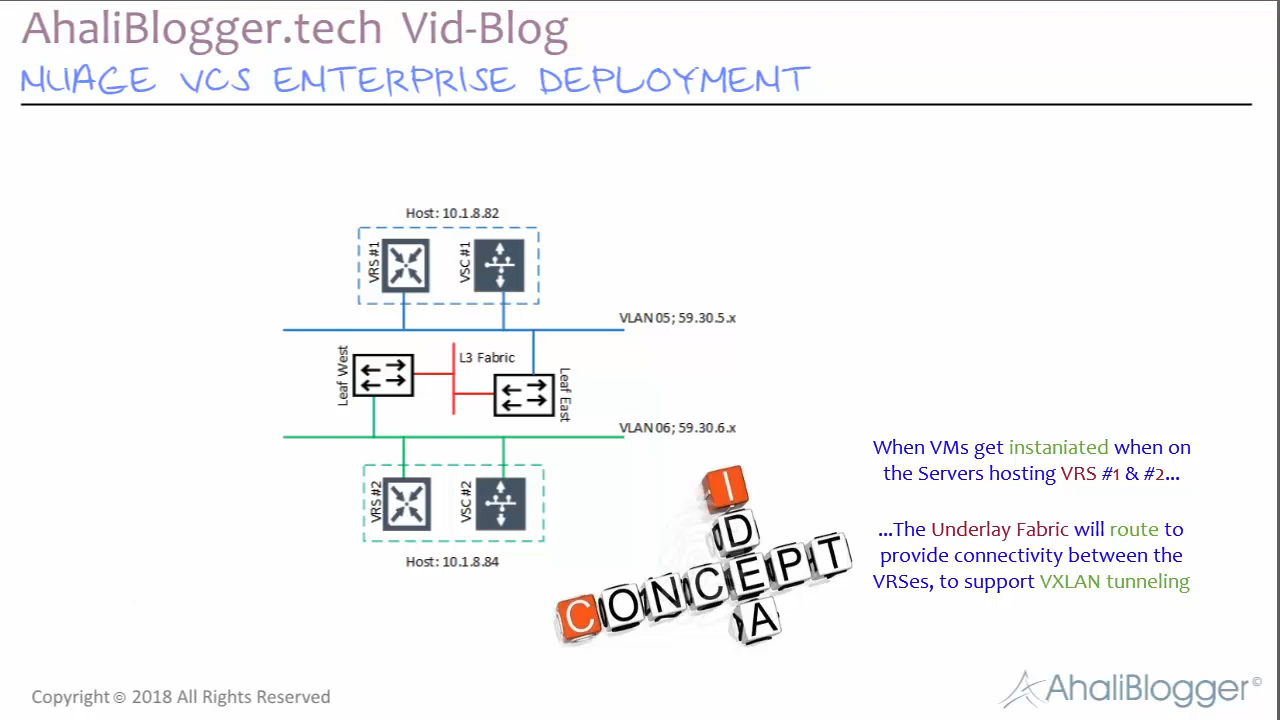 AhaliBlogger.tech Vid-Blog
NUAGE VCS ENTERPRISE DEPLOYMENT
Host: 10.1.8.82
VRS #1
VSC #1
VLAN 05; 59.30.5.x
Leaf West
L3 Fabric
Leaf East
VLAN 06; 59.30.6.x
VRS #2
VSC #2
Host: 10.1.8.84
IDEA
CONCEPT
When VMs get instaniated when on
the Servers hosting VRS #1 & #2...
...The Underlay Fabric will route to
provide connectivity between the
VRSes, to support VXLAN tunneling
Copyright © 2018 All Rights Reserved
AhaliBlogger©